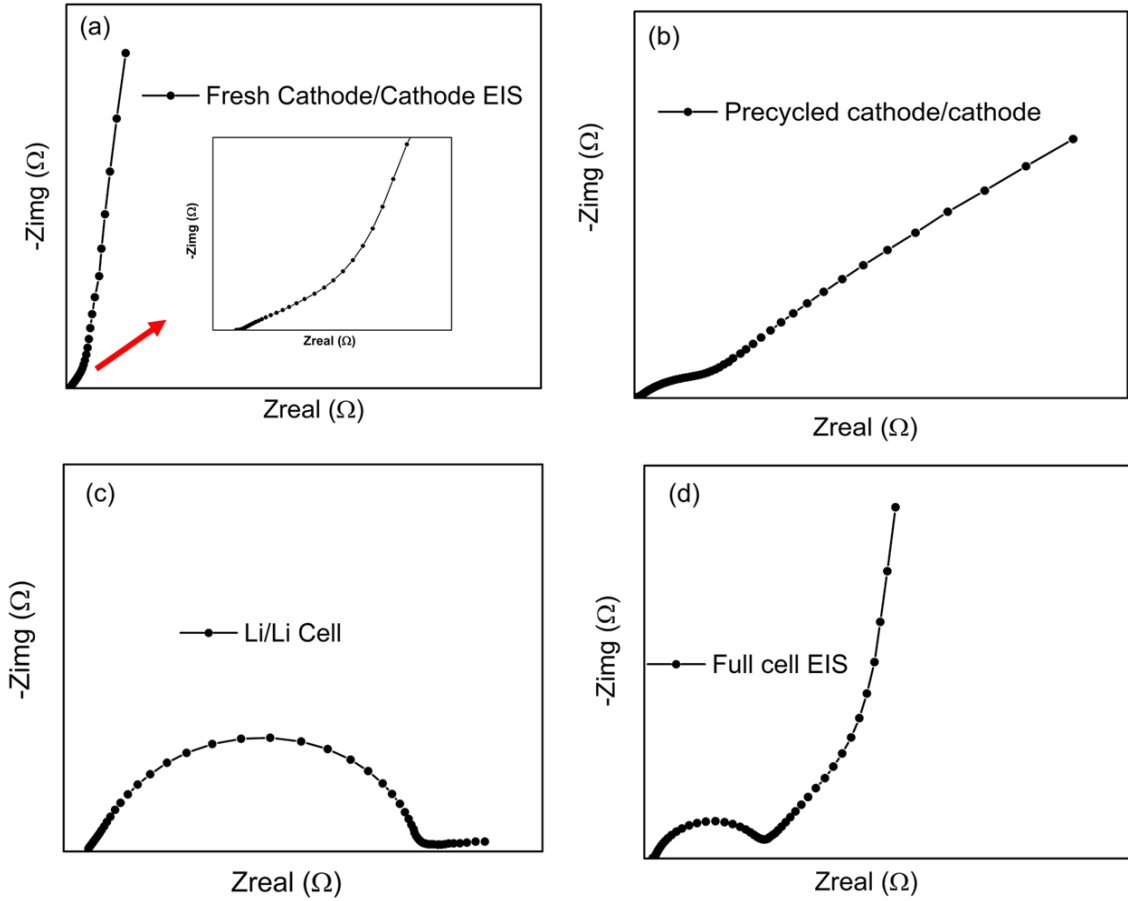 (a)
Fresh Cathode/Cathode EIS
-Zimg (Ω)
Zreal (Ω)
-Zimg (Ω)
Zreal (Ω)
(b)
Precycled cathode/cathode
-Zimg (Ω)
Zreal (Ω)
(c)
Li/Li Cell
-Zimg (Ω)
Zreal (Ω)
(d)
Full cell EIS
-Zimg (Ω)
Zreal (Ω)